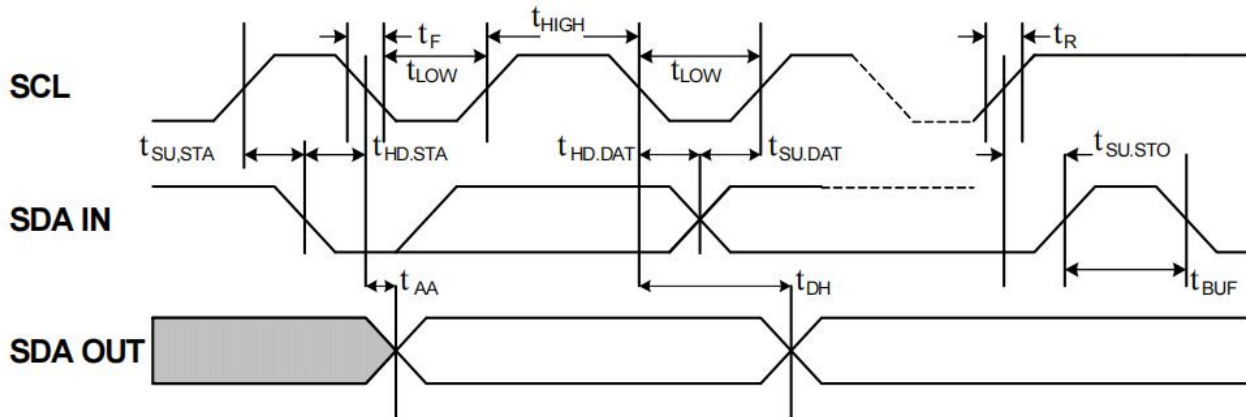 tF tHIGH tR
SCL tLOW tLOW
tSU,STA tHD.STA tHD.DAT tSU.DAT tSU.STO
SDA IN
tAA tDH tBUF
SDA OUT